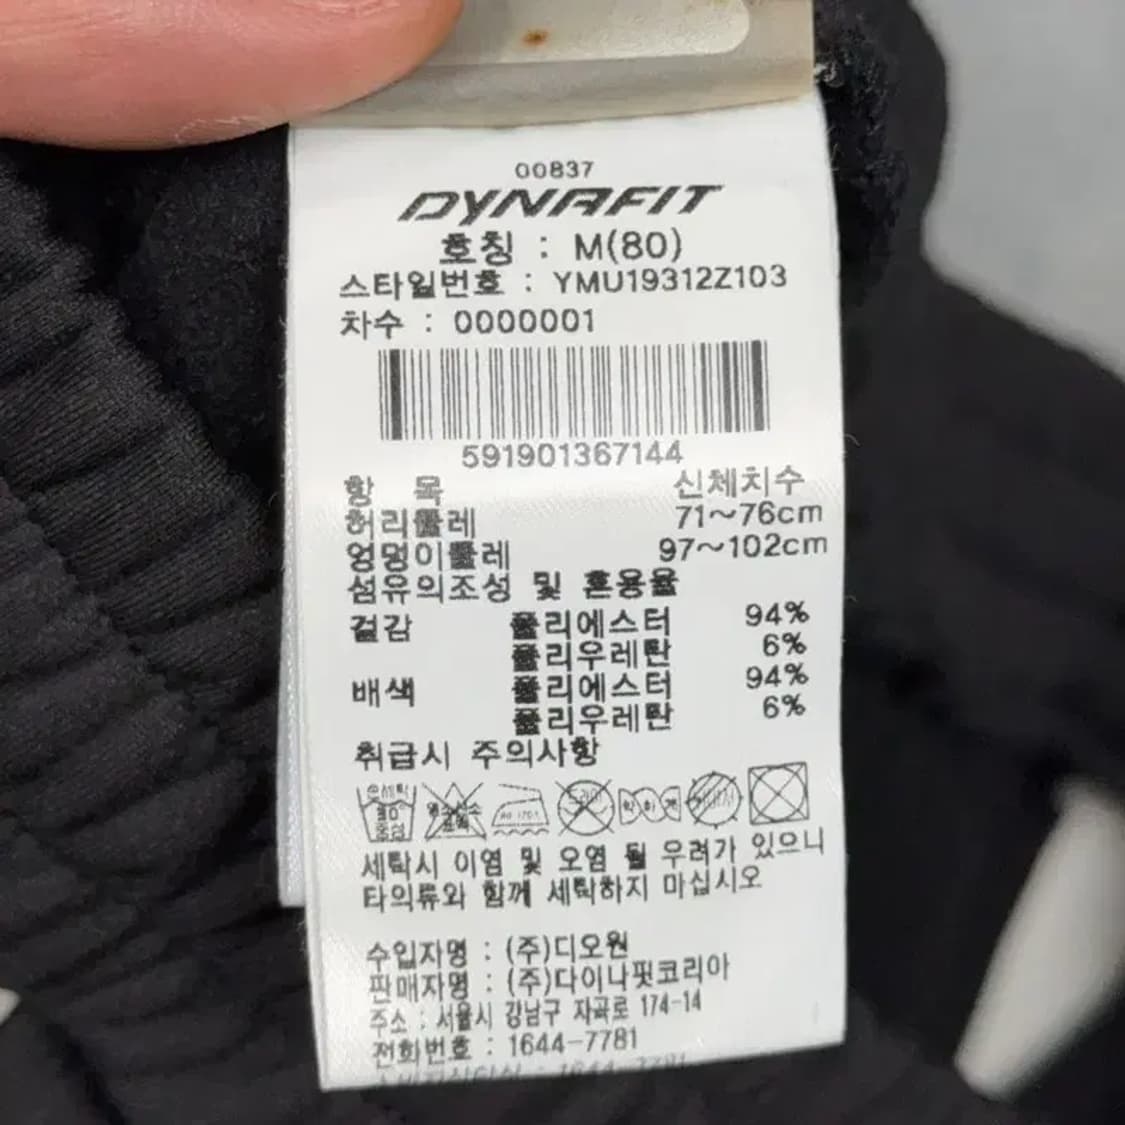 00837
DYNAFIT
호칭 : M(80)
스타일번호 : YMU19312Z103
차수 : 0000001
591901367144
항 목 신체치수
허리둘레 71~76cm
엉덩이둘레 97~102cm
섬유의조성 및 혼용율
겉감 폴리에스터 94%
폴리우레탄 6%
배색 폴리에스터 94%
폴리우레탄 6%
취급시 주의사항
손세탁
30°
중성
세탁시 이염 및 오염 될 우려가 있으니
타의류와 함께 세탁하지 마십시오
수입자명 : (주)디오원
판매자명 : (주)다이나핏코리아
주소 : 서울시 강남구 자곡로 174-14
전화번호 : 1644-7781